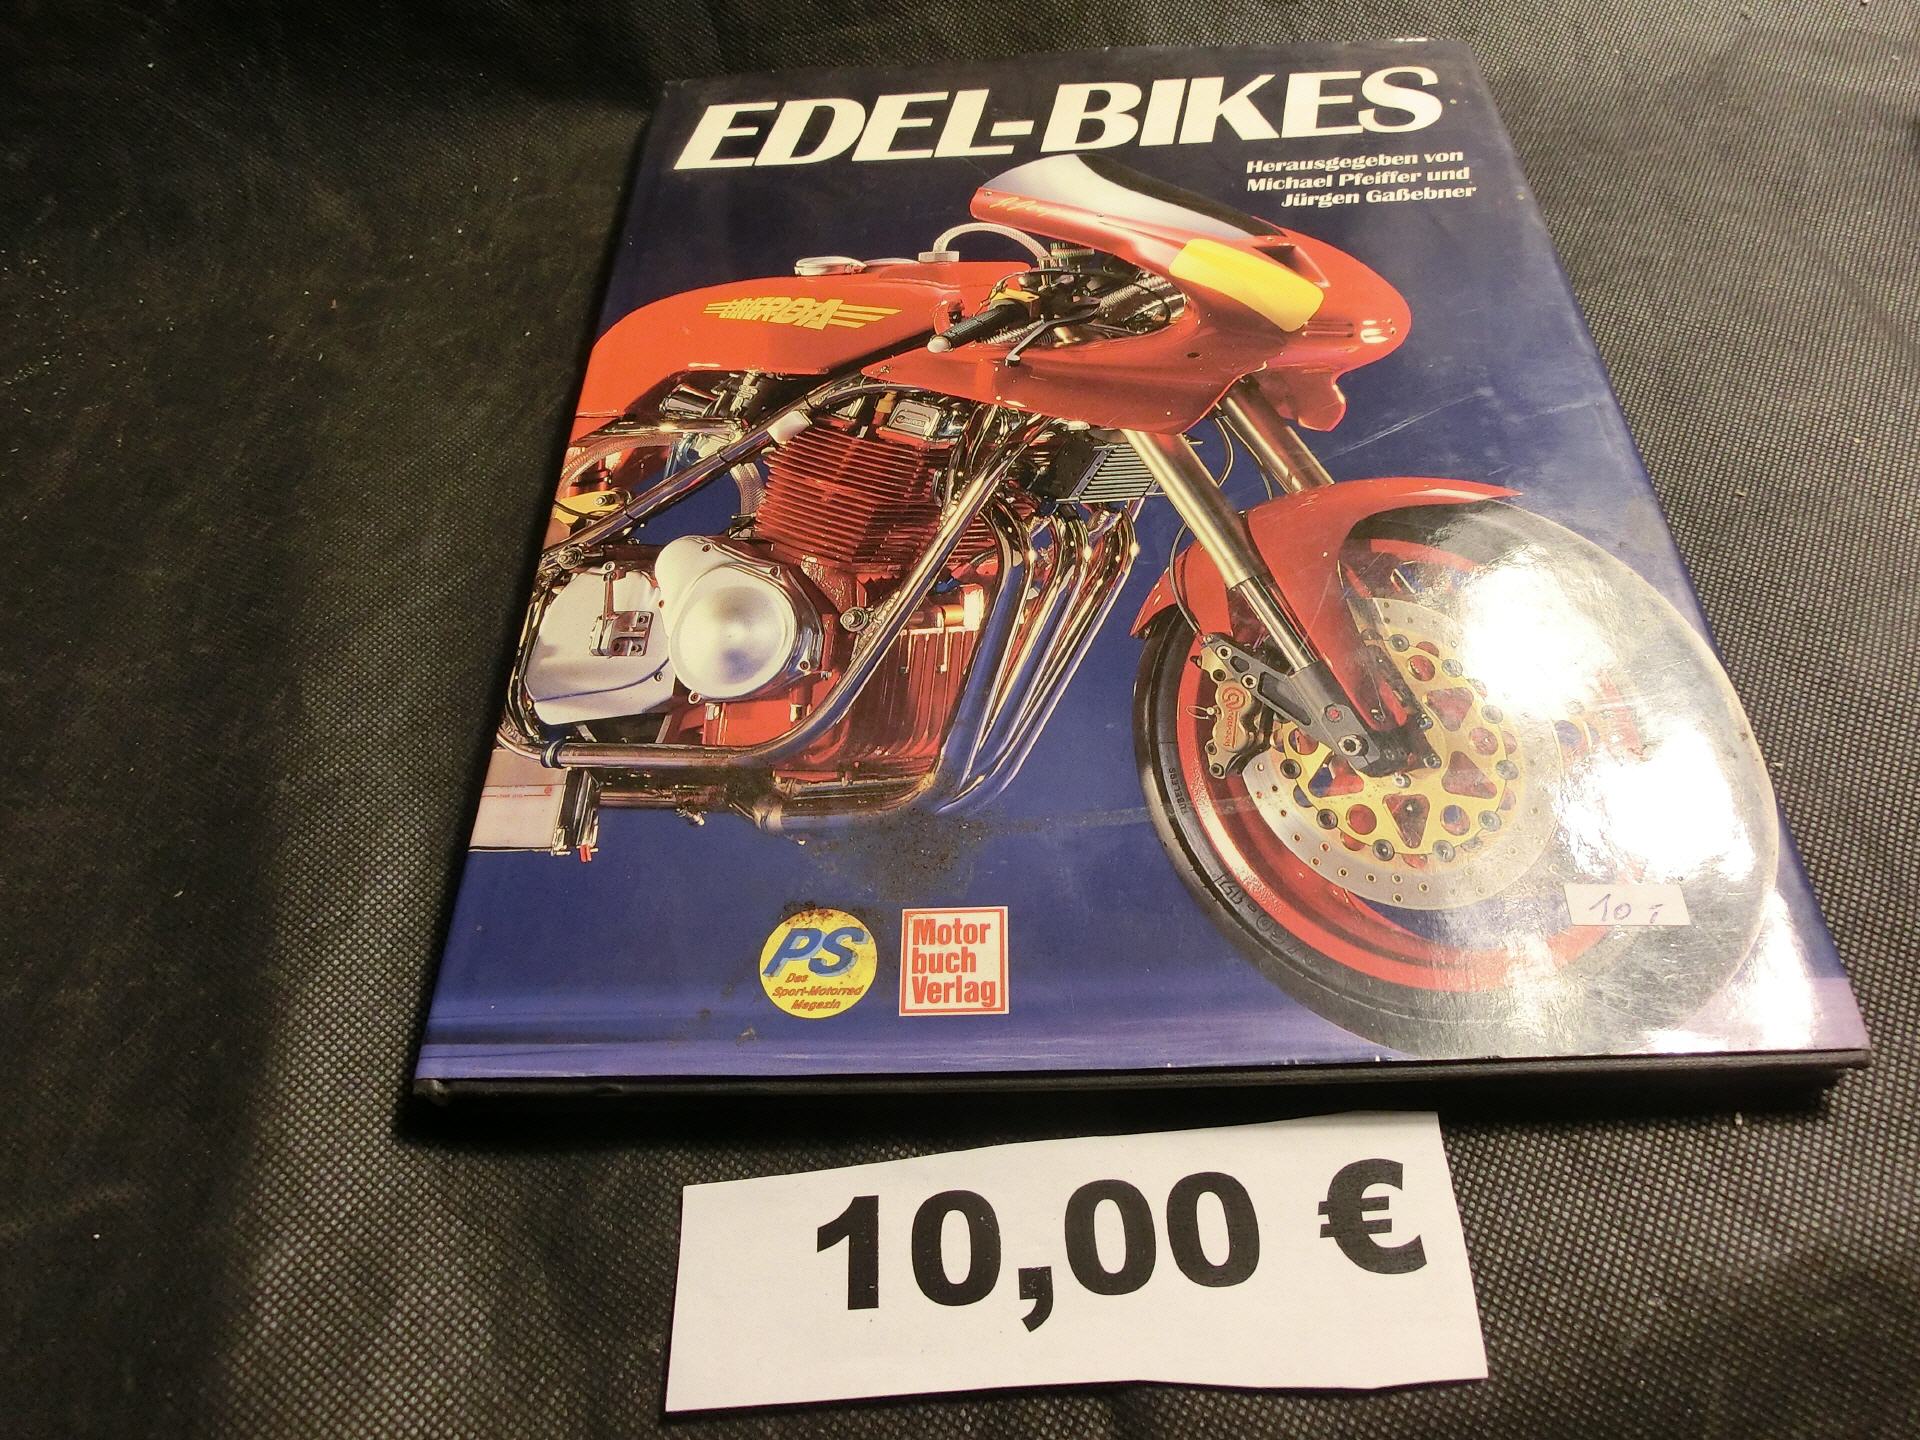 EDEL-BIKES
Herausgegeben von
Michael Pfeiffer und
Jürgen Gaßebner
PS
Das
Sport-Motorrad
Magazin
Motor
buch
Verlag
10,-
10,00 €